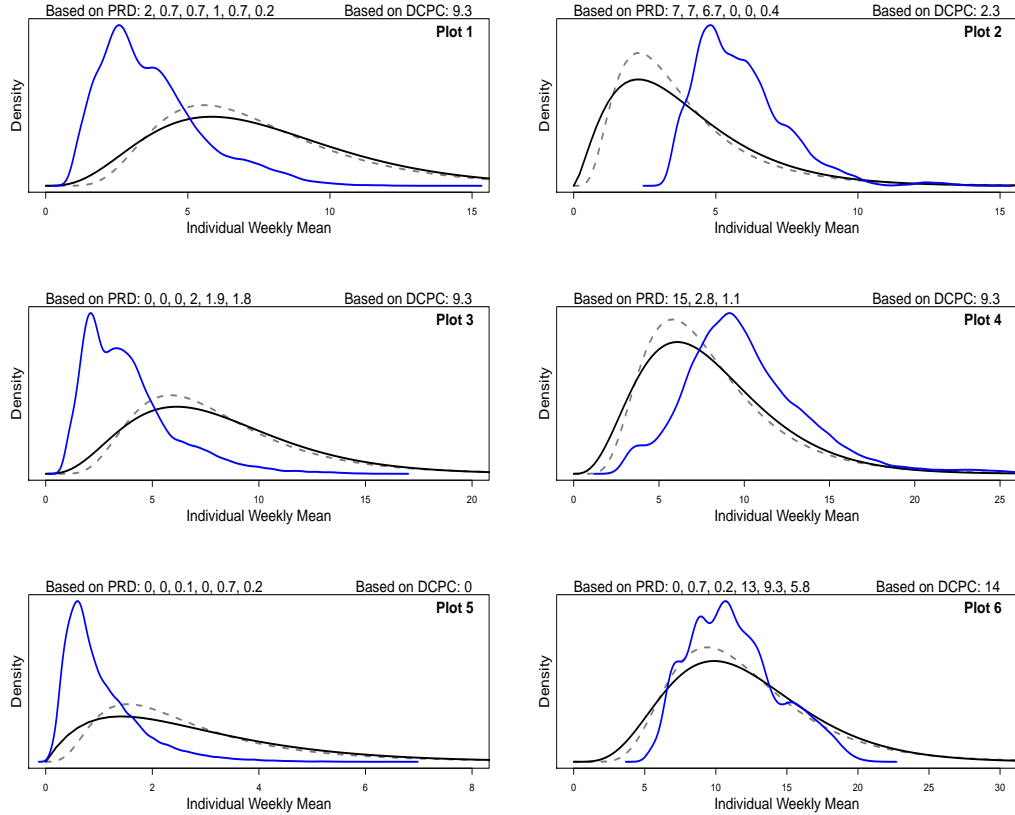 Based on PRD: 2, 0.7, 0.7, 1, 0.7, 0.2 Based on DCPC: 9.3
Plot 1
Density
0 5 10 15
Individual Weekly Mean
Based on PRD: 7, 7, 6.7, 0, 0, 0.4 Based on DCPC: 2.3
Plot 2
Density
0 5 10 15
Individual Weekly Mean
Based on PRD: 0, 0, 0, 2, 1.9, 1.8 Based on DCPC: 9.3
Plot 3
Density
0 5 10 15 20
Individual Weekly Mean
Based on PRD: 15, 2.8, 1.1 Based on DCPC: 9.3
Plot 4
Density
0 5 10 15 20 25
Individual Weekly Mean
Based on PRD: 0, 0, 0.1, 0, 0.7, 0.2 Based on DCPC: 0
Plot 5
Density
0 2 4 6 8
Individual Weekly Mean
Based on PRD: 0, 0.7, 0.2, 13, 9.3, 5.8 Based on DCPC: 14
Plot 6
Density
0 5 10 15 20 25 30
Individual Weekly Mean